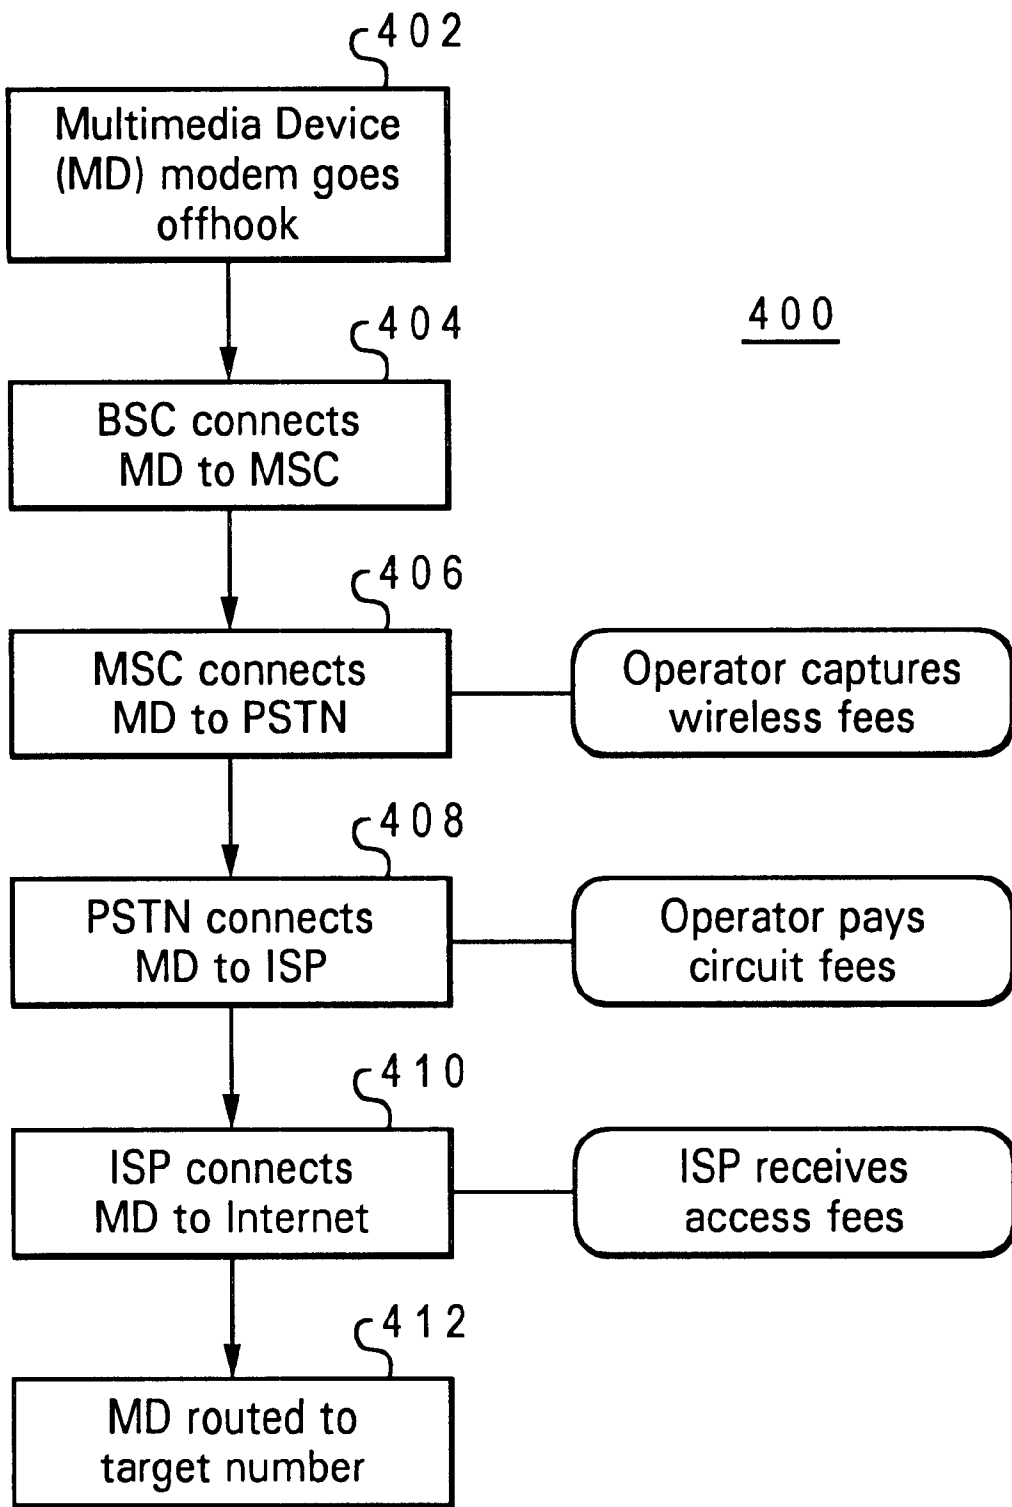 402
Multimedia Device
(MD) modem goes
offhook
400
404
BSC connects
MD to MSC
406
MSC connects
MD to PSTN
Operator captures
wireless fees
408
PSTN connects
MD to ISP
Operator pays
circuit fees
410
ISP connects
MD to Internet
ISP receives
access fees
412
MD routed to
target number